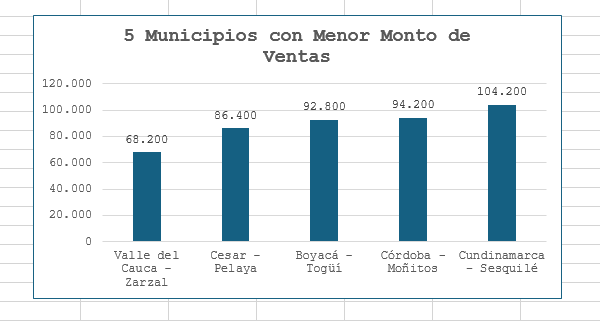 5 Municipios con Menor Monto de
Ventas
120.000
100.000
80.000
60.000
40.000
20.000
0
68.200
86.400
92.800
94.200
104.200
Valle del
Cauca –
Zarzal
Cesar –
Pelaya
Boyacá –
Togüí
Córdoba –
Moñitos
Cundinamarca
– Sesquilé